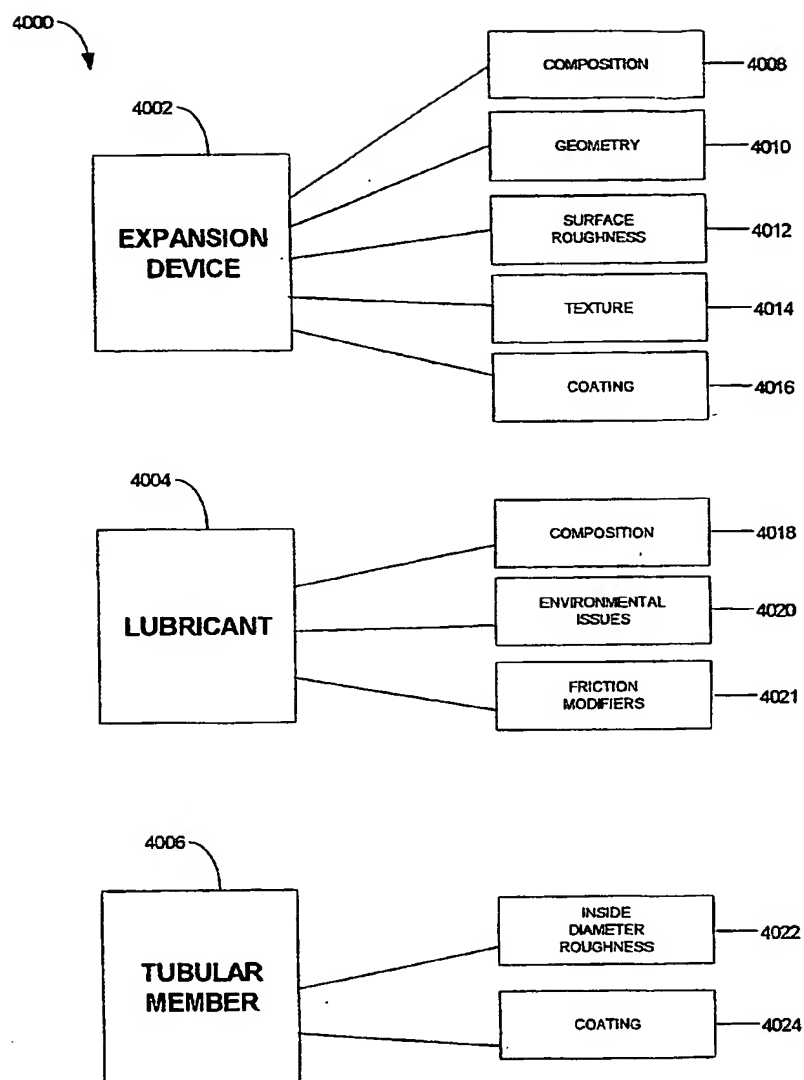 4000
4002
EXPANSION
DEVICE
COMPOSITION
4008
GEOMETRY
4010
SURFACE
ROUGHNESS
4012
TEXTURE
4014
COATING
4016
4004
LUBRICANT
COMPOSITION
4018
ENVIRONMENTAL
ISSUES
4020
FRICTION
MODIFIERS
4021
4006
TUBULAR
MEMBER
INSIDE
DIAMETER
ROUGHNESS
4022
COATING
4024